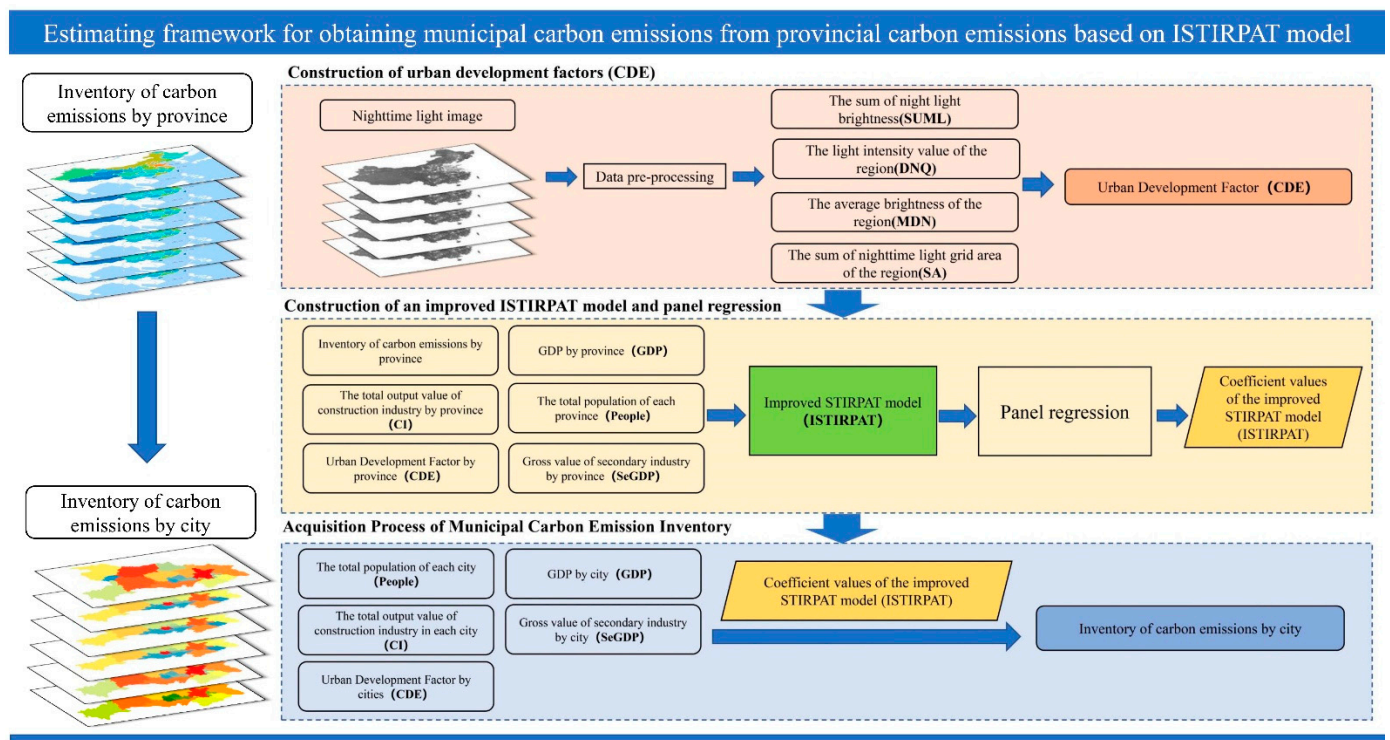 Estimating framework for obtaining municipal carbon emissions from provincial carbon emissions based on ISTIRPAT model
Inventory of carbon
emissions by province
Construction of urban development factors (CDE)
Nighttime light image
Data pre-processing
The sum of night light
brightness(SUML)
The light intensity value of the
region(DNQ)
The average brightness of the
region(MDN)
The sum of nighttime light grid area
of the region(SA)
Urban Development Factor (CDE)
Construction of an improved ISTIRPAT model and panel regression
Inventory of carbon emissions by
province
GDP by province (GDP)
The total output value of
construction industry by province
(CI)
The total population of each
province (People)
Urban Development Factor by
province (CDE)
Gross value of secondary industry
by province (SeGDP)
Improved STIRPAT model
(ISTIRPAT)
Panel regression
Coefficient values
of the improved
STIRPAT model
(ISTIRPAT)
Inventory of carbon
emissions by city
Acquisition Process of Municipal Carbon Emission Inventory
The total population of each city
(People)
GDP by city (GDP)
The total output value of
construction industry in each city
(CI)
Gross value of secondary industry
by city (SeGDP)
Urban Development Factor by
cities (CDE)
Coefficient values of the improved
STIRPAT model (ISTIRPAT)
Inventory of carbon emissions by city